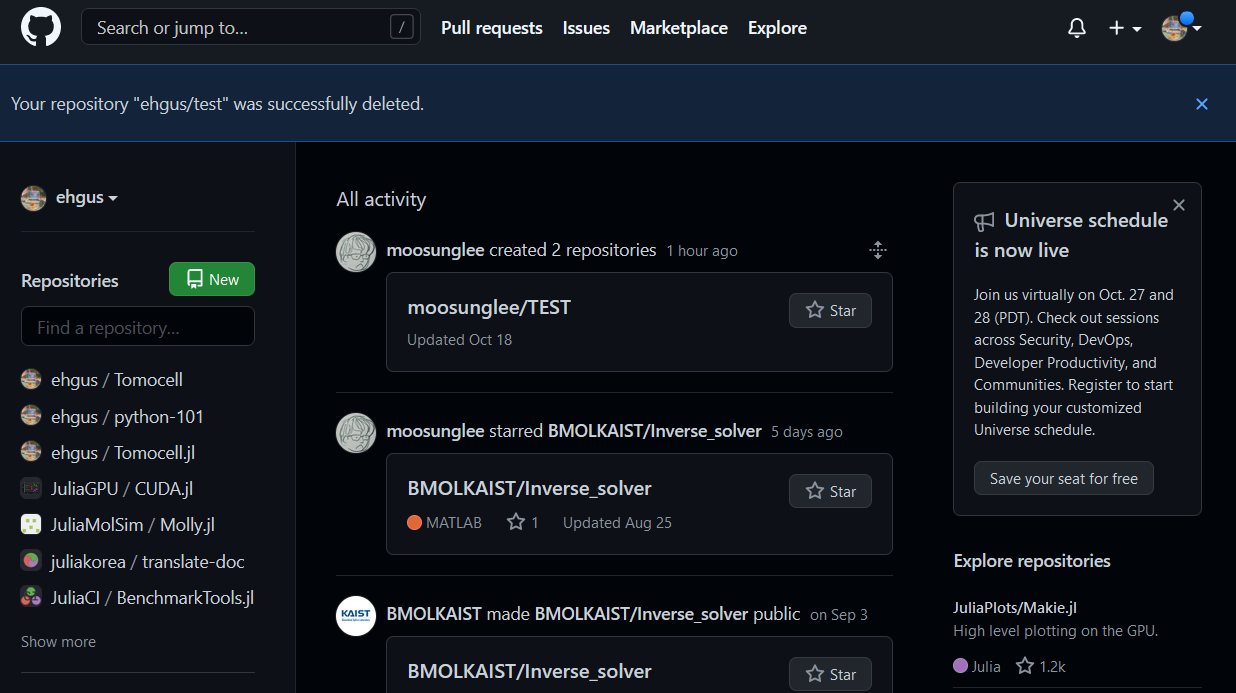 Search or jump to... /
Pull requests Issues Marketplace Explore
Your repository "ehgus/test" was successfully deleted.
ehgus
Repositories
New
Find a repository...
ehgus / Tomocell
ehgus / python-101
ehgus / Tomocell.jl
JuliaGPU / CUDA.jl
JuliaMolSim / Molly.jl
juliakorea / translate-doc
JuliaCI / BenchmarkTools.jl
Show more
All activity
moosunglee created 2 repositories 1 hour ago
moosunglee/TEST
Star
Updated Oct 18
moosunglee starred BMOLKAIST/Inverse_solver 5 days ago
BMOLKAIST/Inverse_solver
Star
MATLAB 1 Updated Aug 25
KAIST
BMOLKAIST made BMOLKAIST/Inverse_solver public on Sep 3
BMOLKAIST/Inverse_solver
Star
Universe schedule
is now live
Join us virtually on Oct. 27 and
28 (PDT). Check out sessions
across Security, DevOps,
Developer Productivity, and
Communities. Register to start
building your customized
Universe schedule.
Save your seat for free
Explore repositories
JuliaPlots/Makie.jl
High level plotting on the GPU.
Julia 1.2k